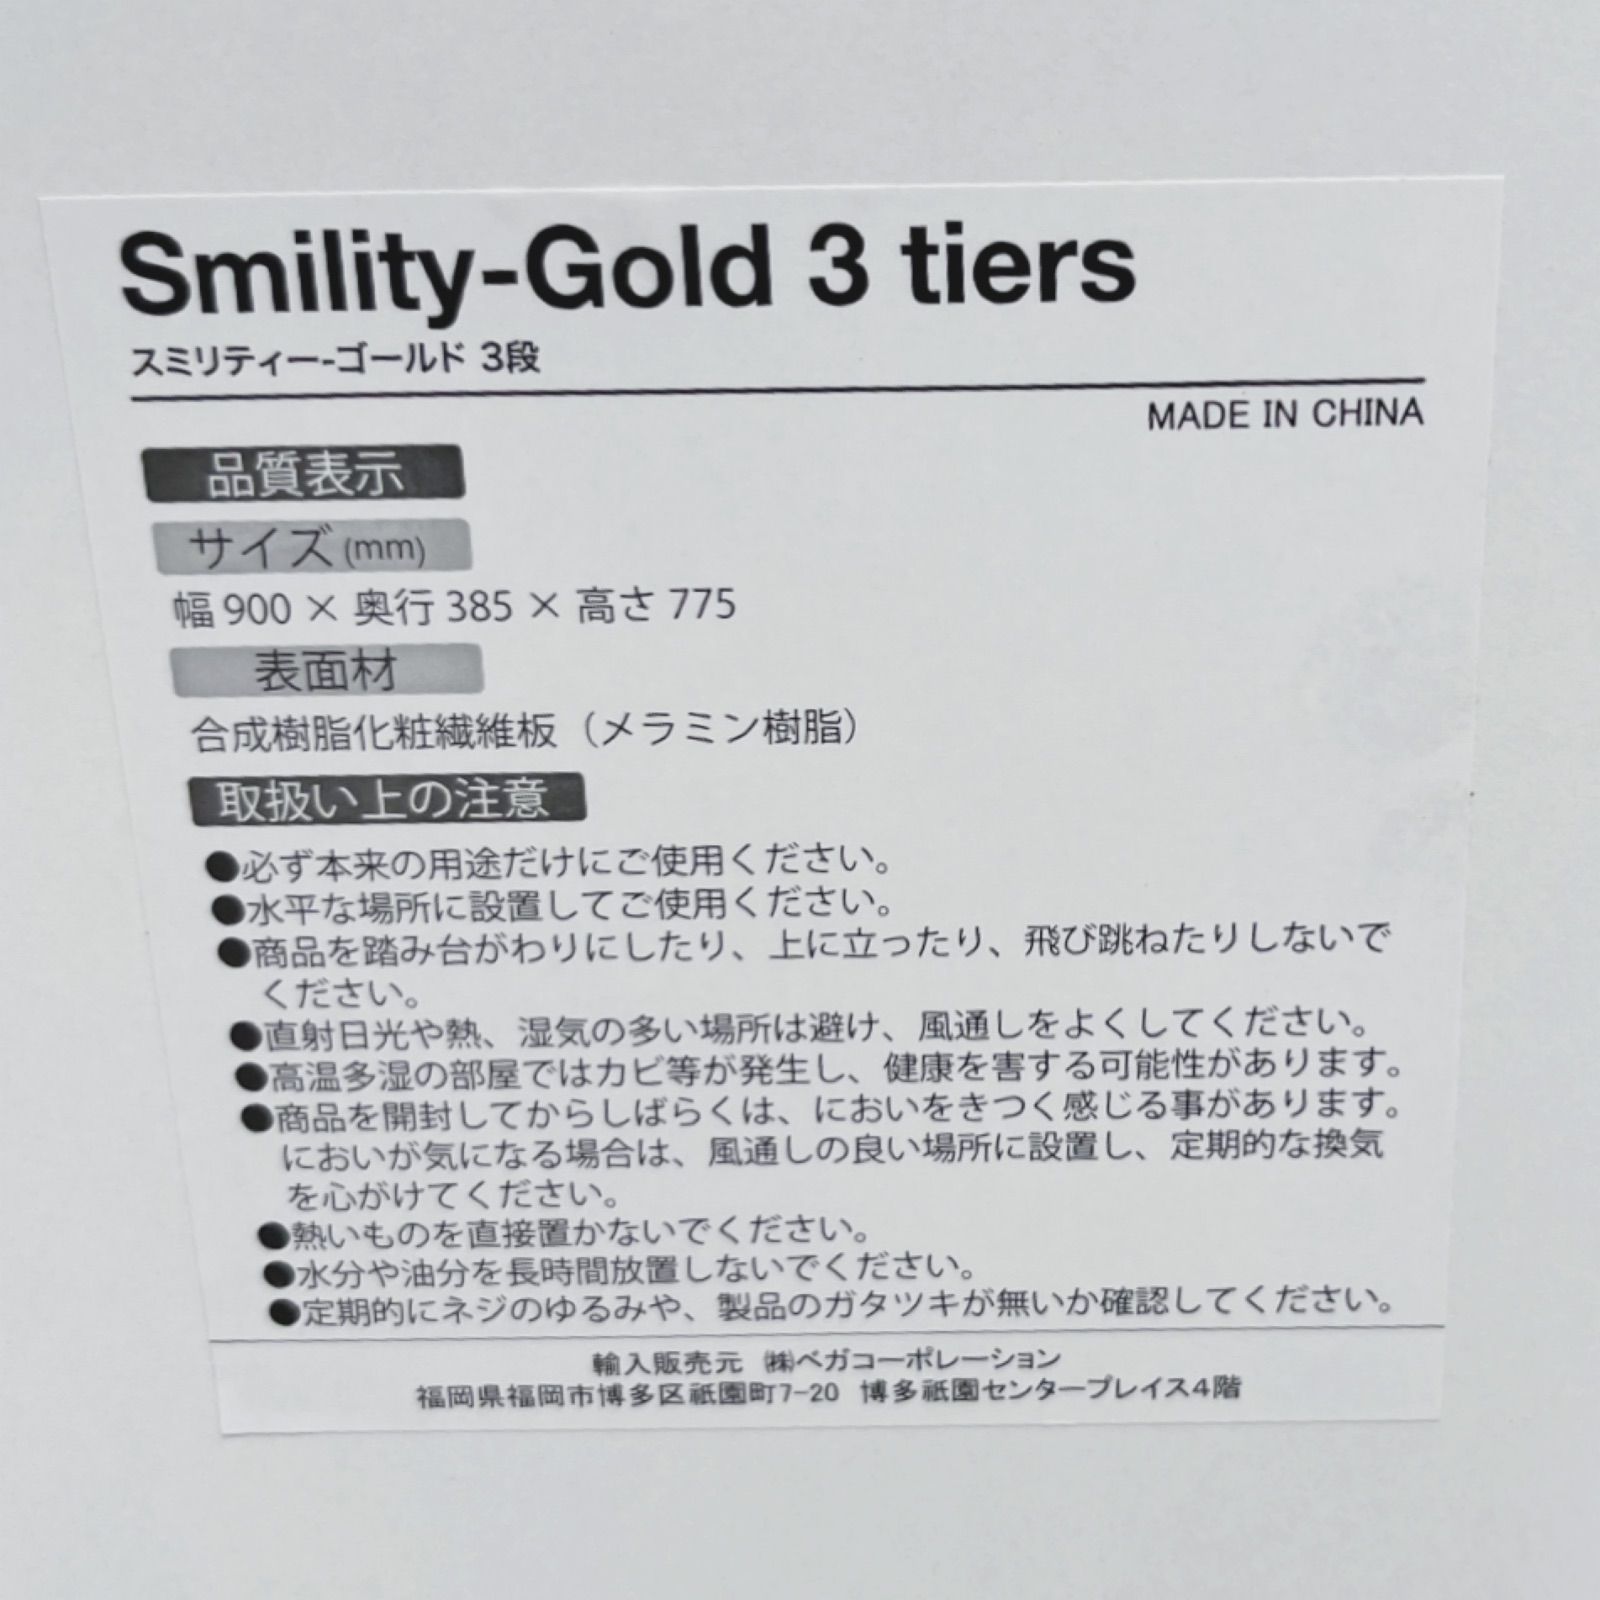 Smility-Gold 3 tiers
スミリティー-ゴールド 3段
MADE IN CHINA
品質表示
サイズ(mm)
幅 900 × 奥行 385 × 高さ 775
表面材
合成樹脂化粧繊維板（メラミン樹脂）
取扱い上の注意
●必ず本来の用途だけにご使用ください。
●水平な場所に設置してご使用ください。
●商品を踏み台がわりにしたり、上に立ったり、飛び跳ねたりしないで
ください。
●直射日光や熱、湿気の多い場所は避け、風通しをよくしてください。
●高温多湿の部屋ではカビ等が発生し、健康を害する可能性があります。
●商品を開封してからしばらくは、においをきつく感じる事があります。
においが気になる場合は、風通しの良い場所に設置し、定期的な換気
を心がけてください。
●熱いものを直接置かないでください。
●水分や油分を長時間放置しないでください。
●定期的にネジのゆるみや、製品のガタツキが無いか確認してください。
輸入販売元 ㈱ベガコーポレーション
福岡県福岡市博多区祇園町7-20 博多祇園センタープレイス4階